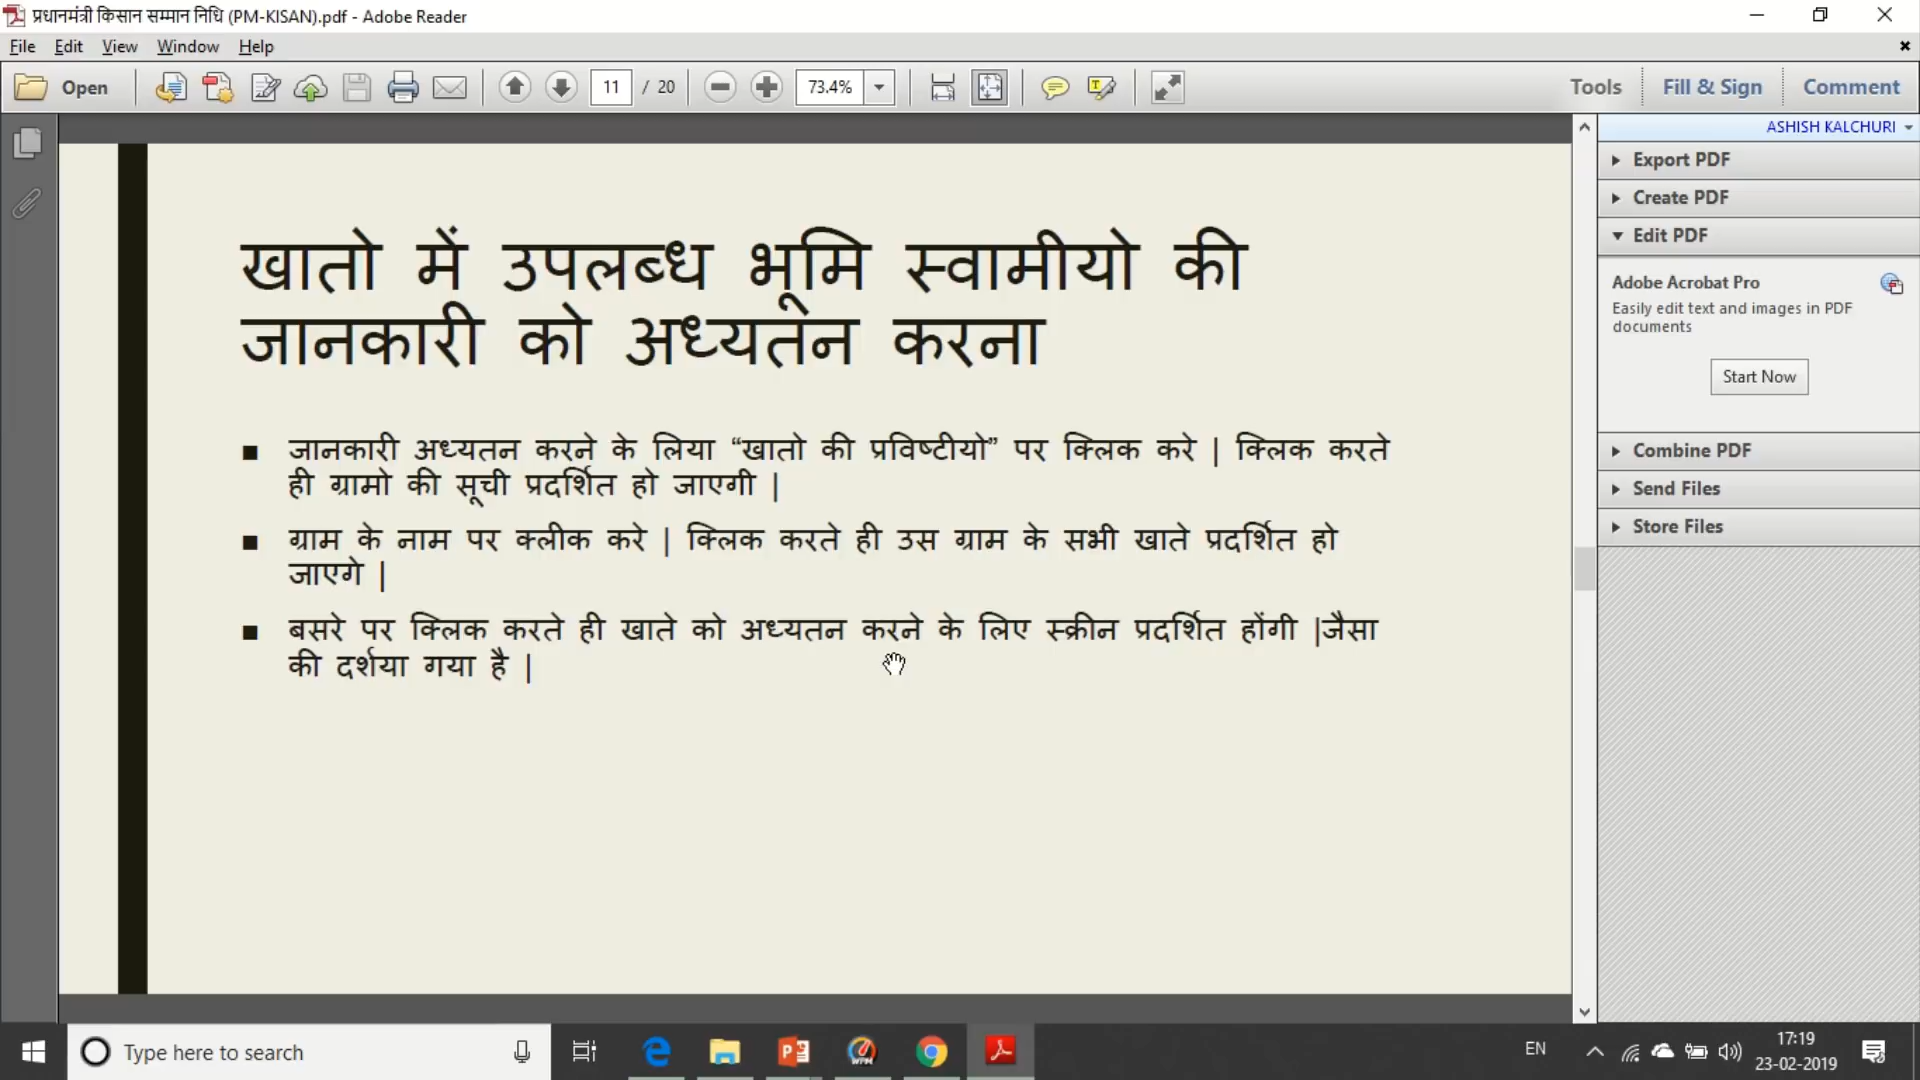 प्रधानमंत्री किसान सम्मान निधि (PM-KISAN).pdf - Adobe Reader
File Edit View Window Help
Open 11 / 20 73.4% Tools Fill & Sign Comment
ASHISH KALCHURI
Export PDF
Create PDF
Edit PDF
Adobe Acrobat Pro
Easily edit text and images in PDF
documents
Start Now
Combine PDF
Send Files
Store Files
खातो में उपलब्ध भूमि स्वामीयो की
जानकारी को अध्यतन करना
■ जानकारी अध्यतन करने के लिया “खातो की प्रविष्टीयो” पर क्लिक करे | क्लिक करते
ही ग्रामो की सूची प्रदर्शित हो जाएगी |
■ ग्राम के नाम पर क्लीक करे | क्लिक करते ही उस ग्राम के सभी खाते प्रदर्शित हो
जाएगे |
■ बसरे पर क्लिक करते ही खाते को अध्यतन करने के लिए स्क्रीन प्रदर्शित होंगी |जैसा
की दर्शया गया है |
Type here to search
EN
17:19
23-02-2019